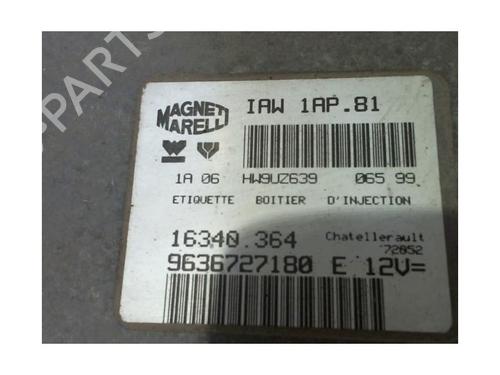 PARTS
MAGNETI
MARELLI
IAW 1AP.81
1A 06 HW9UZ639 065 99
ETIQUETTE BOITIER D'INJECTION
16340.364 Chatellerault
72852
9636727180 E 12V=